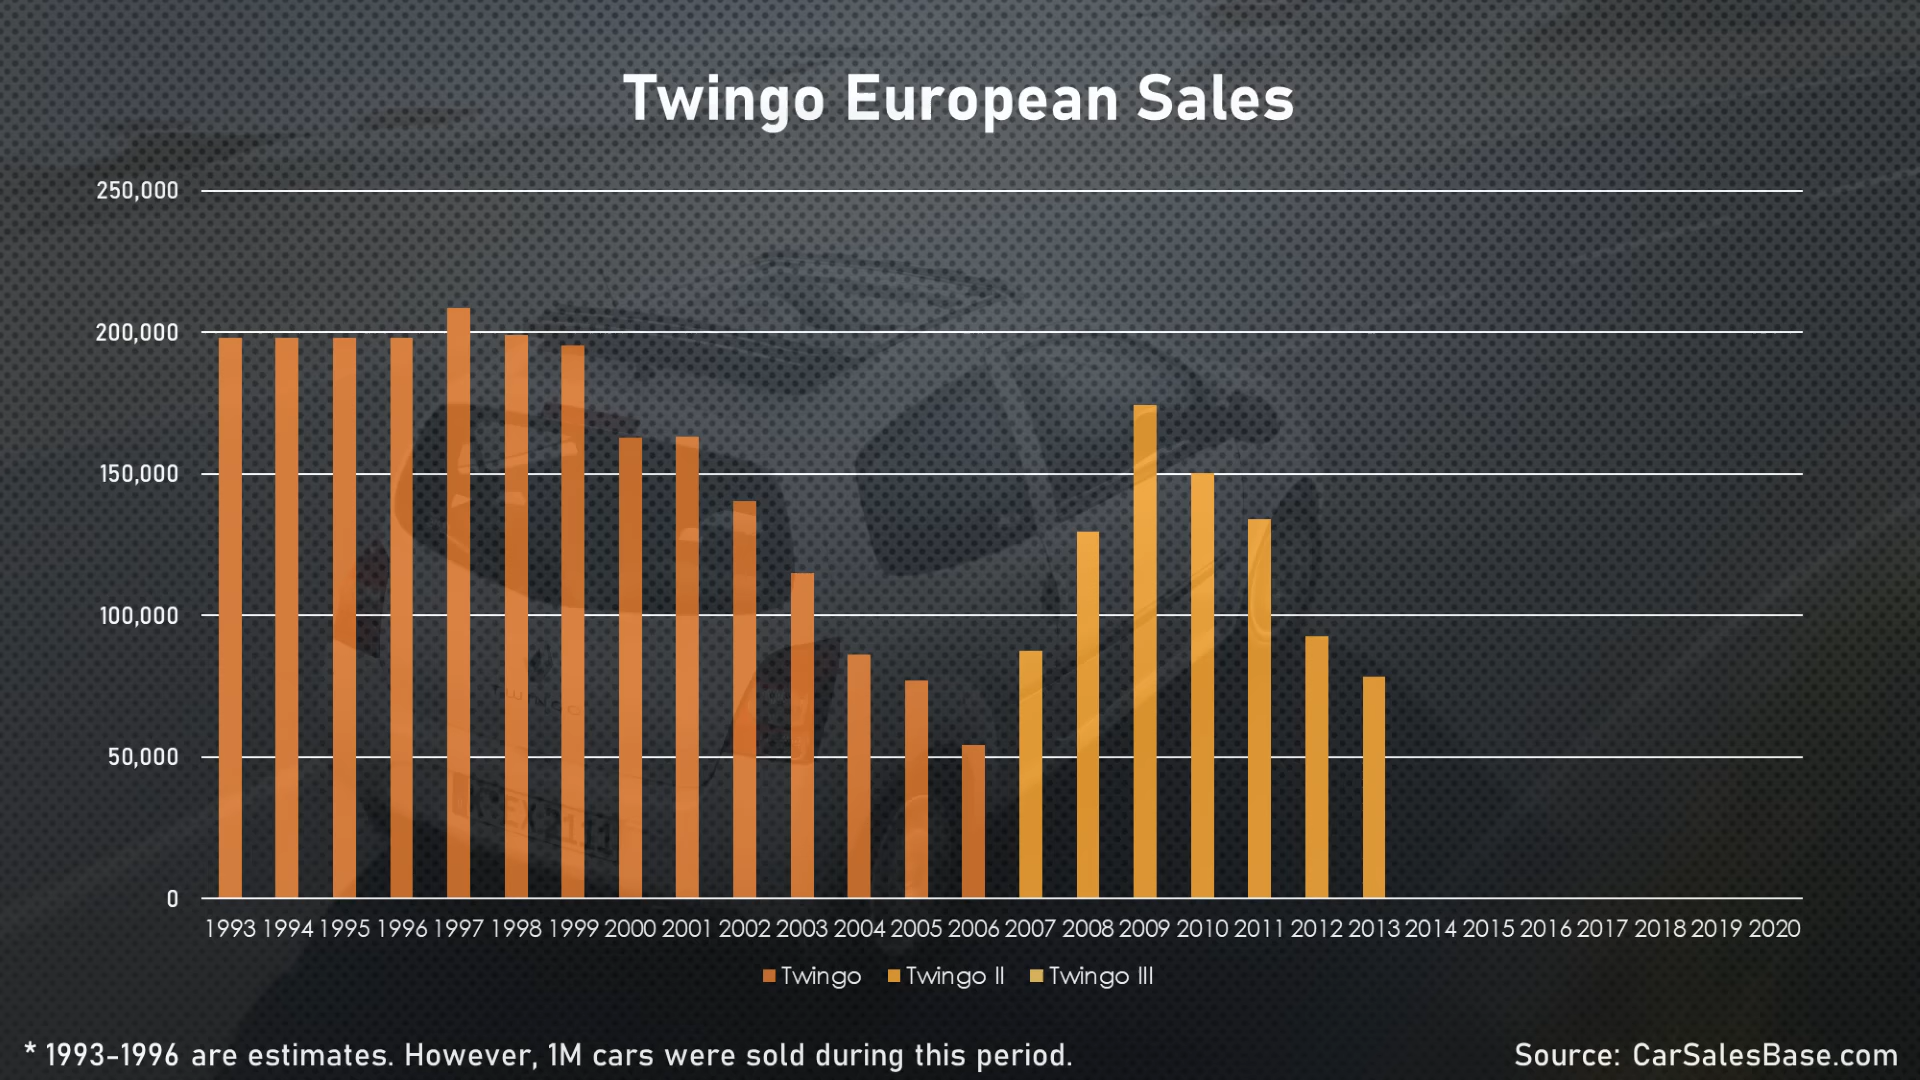 Twingo European Sales
250,000
200,000
150,000
100,000
50,000
0
1993 1994 1995 1996 1997 1998 1999 2000 2001 2002 2003 2004 2005 2006 2007 2008 2009 2010 2011 2012 2013 2014 2015 2016 2017 2018 2019 2020
Twingo Twingo II Twingo III
TWINGO
* 1993-1996 are estimates. However, 1M cars were sold during this period.
Source: CarSalesBase.com